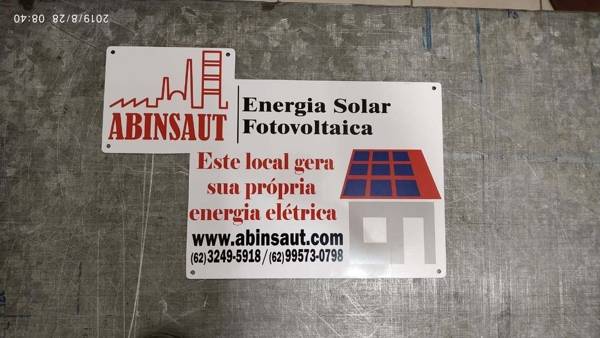 2019/8/28 08:40
ABINSAUT
Energia Solar
Fotovoltaica
Este local gera
sua própria
energia elétrica
www.abinsaut.com
(62)3249-5918/(62)99573-0798